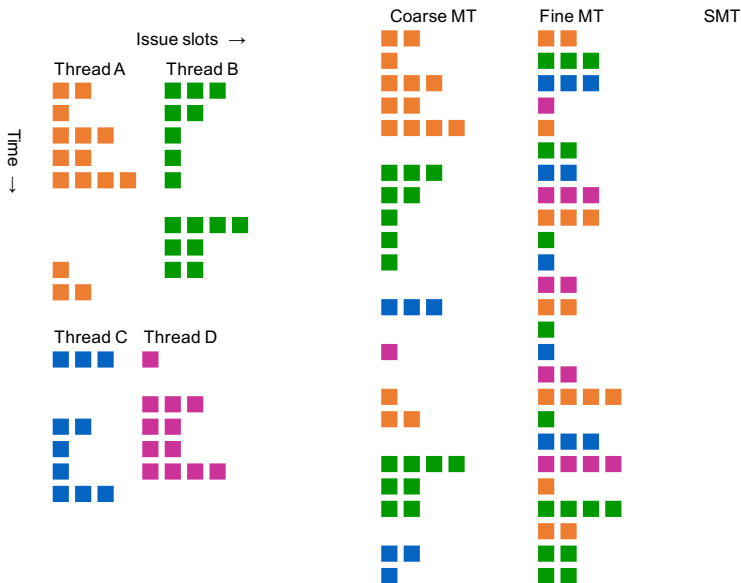 Coarse MT Fine MT SMT
Issue slots →
Thread A Thread B
Time →
Thread C Thread D